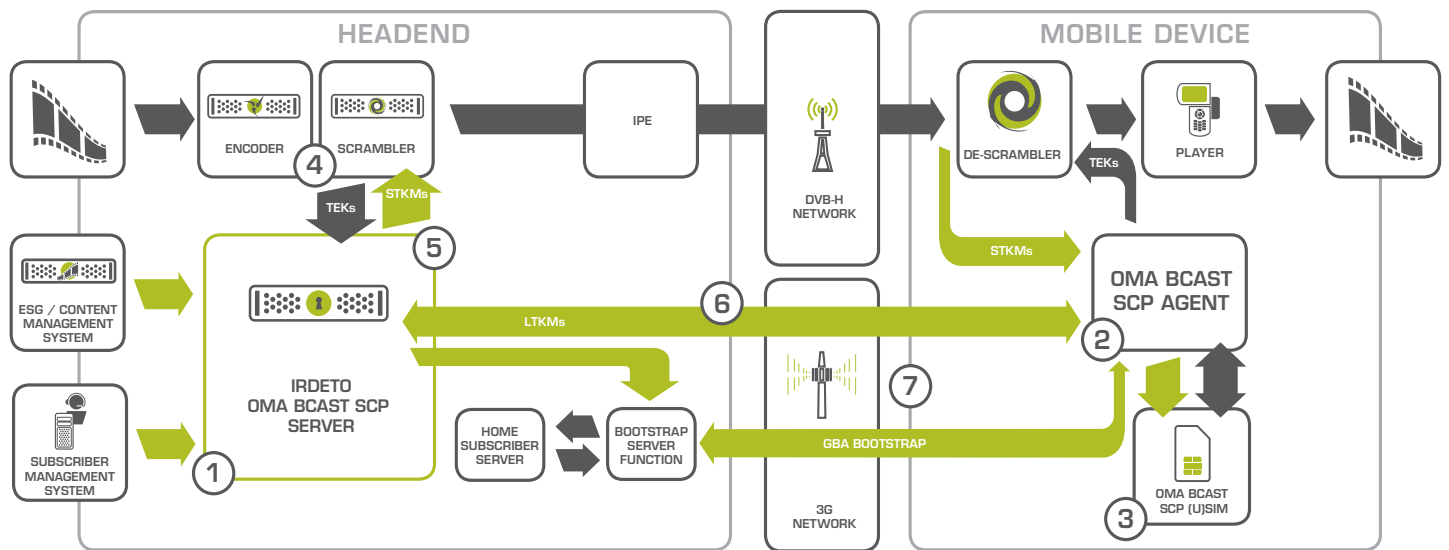 HEADEND
MOBILE DEVICE
ENCODER
SCRAMBLER
4
IPE
DVB-H
NETWORK
DE-SCRAMBLER
PLAYER
TEKs
STKMs
TEKs
STKMs
5
ESG / CONTENT
MANAGEMENT
SYSTEM
OMA BCAST
SCP AGENT
2
LTKMs
6
IRDETO
OMA BCAST SCP
SERVER
1
SUBSCRIBER
MANAGEMENT
SYSTEM
HOME
SUBSCRIBER
SERVER
BOOTSTRAP
SERVER
FUNCTION
GBA BOOTSTRAP
7
3G
NETWORK
OMA BCAST
SCP (U)SIM
3